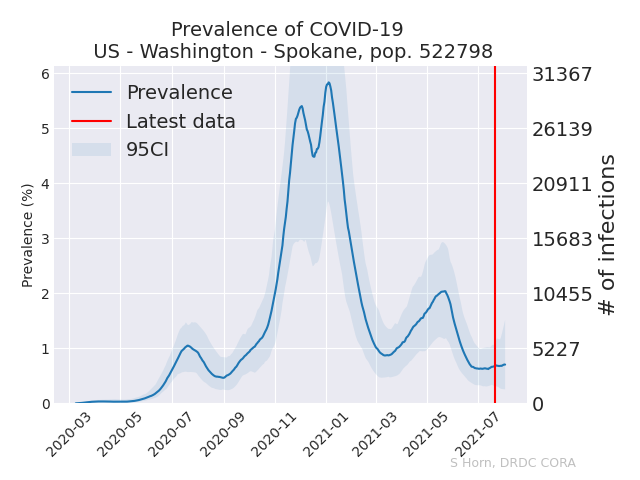 Prevalence of COVID-19
US - Washington - Spokane, pop. 522798
Prevalence
Latest data
95CI
Prevalence (%)
6
5
4
3
2
1
0
31367
26139
20911
15683
10455
5227
0
# of infections
2020-03
2020-05
2020-07
2020-09
2020-11
2021-01
2021-03
2021-05
2021-07
S Horn, DRDC CORA